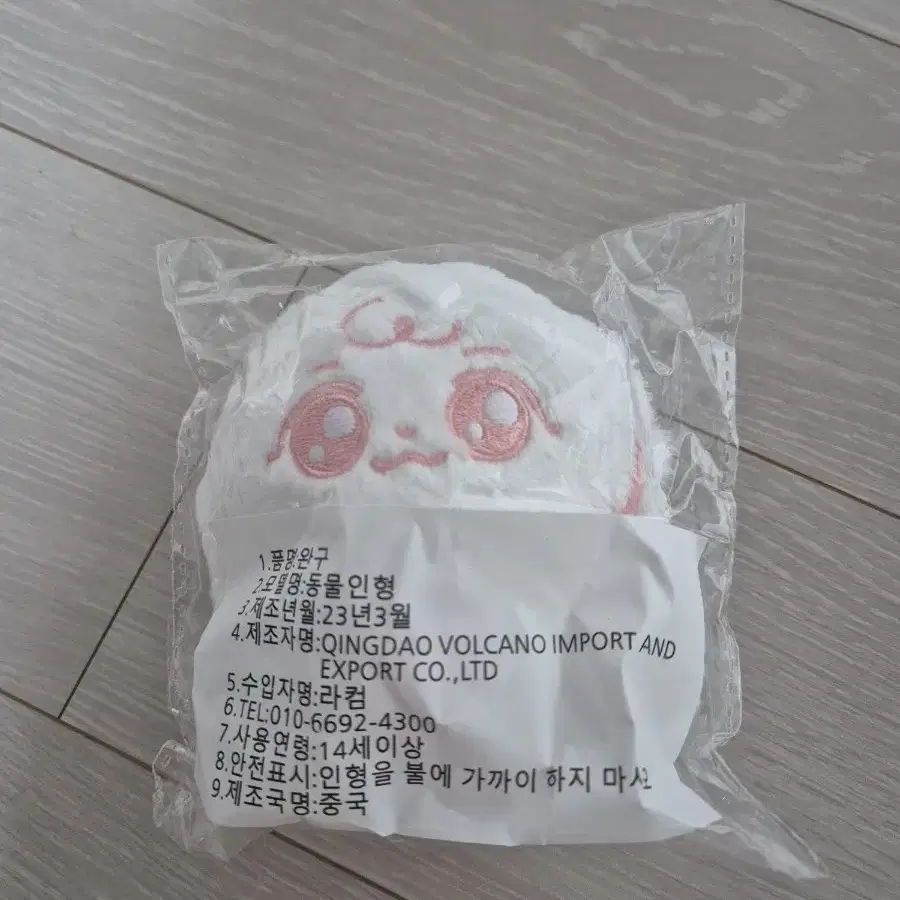 1.품명:완구
2.모델명:동물인형
3.제조년월:23년3월
4.제조자명:QINGDAO VOLCANO IMPORT AND
EXPORT CO.,LTD
5.수입자명:라컴
6.TEL:010-6692-4300
7.사용연령:14세이상
8.안전표시:인형을 불에 가까이 하지 마시오
9.제조국명:중국